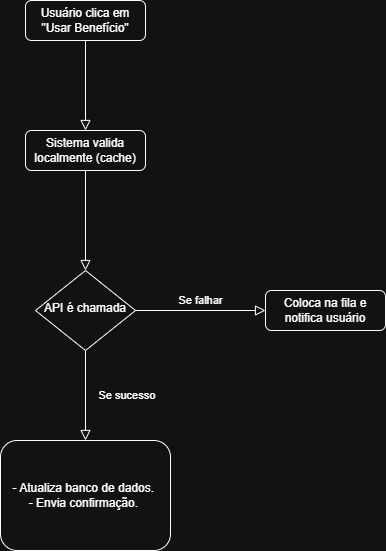 Usuário clica em
"Usar Benefício"
Sistema valida
localmente (cache)
API é chamada
Se falhar
Coloca na fila e
notifica usuário
Se sucesso
- Atualiza banco de dados.
- Envia confirmação.